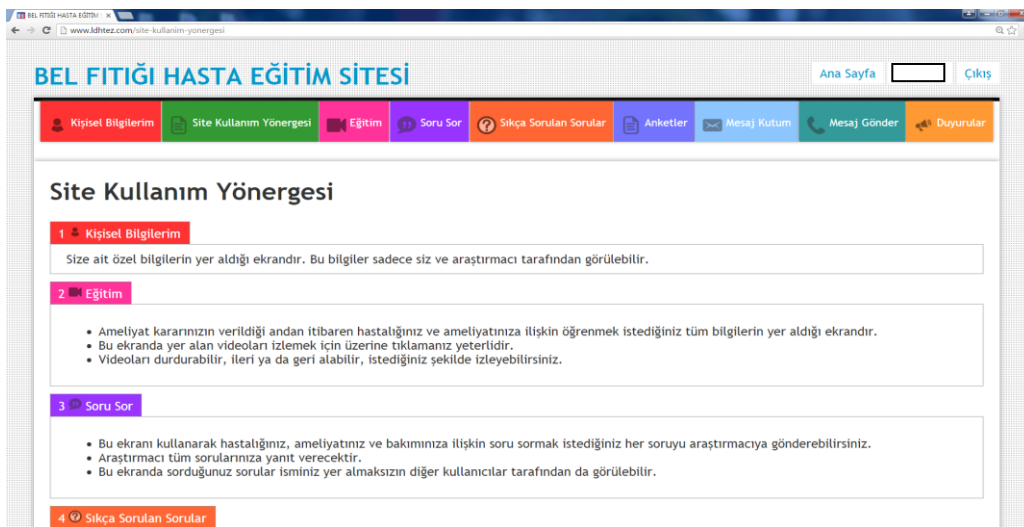 BEL FITIĞI HASTA EĞİTİM
www.ldhtez.com/site-kullanim-yonergesi
BEL FITIĞI HASTA EĞİTİM SİTESİ
Ana Sayfa
Çıkış
Kişisel Bilgilerim
Site Kullanım Yönergesi
Eğitim
Soru Sor
Sıkça Sorulan Sorular
Anketler
Mesaj Kutum
Mesaj Gönder
Duyurular
Site Kullanım Yönergesi
1 Kişisel Bilgilerim
Size ait özel bilgilerin yer aldığı ekrandır. Bu bilgiler sadece siz ve araştırmacı tarafından görülebilir.
2 Eğitim
• Ameliyat kararınızın verildiği andan itibaren hastalığınız ve ameliyatınıza ilişkin öğrenmek istediğiniz tüm bilgilerin yer aldığı ekrandır.
• Bu ekranda yer alan videoları izlemek için üzerine tıklamanız yeterlidir.
• Videoları durdurabilir, ileri ya da geri alabilir, istediğiniz şekilde izleyebilirsiniz.
3 Soru Sor
• Bu ekranı kullanarak hastalığınız, ameliyatınız ve bakımınıza ilişkin soru sormak istediğiniz her soruyu araştırmacıya gönderebilirsiniz.
• Araştırmacı tüm sorularınıza yanıt verecektir.
• Bu ekranda sorduğunuz sorular isminiz yer almaksızın diğer kullanıcılar tarafından da görülebilir.
4 Sıkça Sorulan Sorular